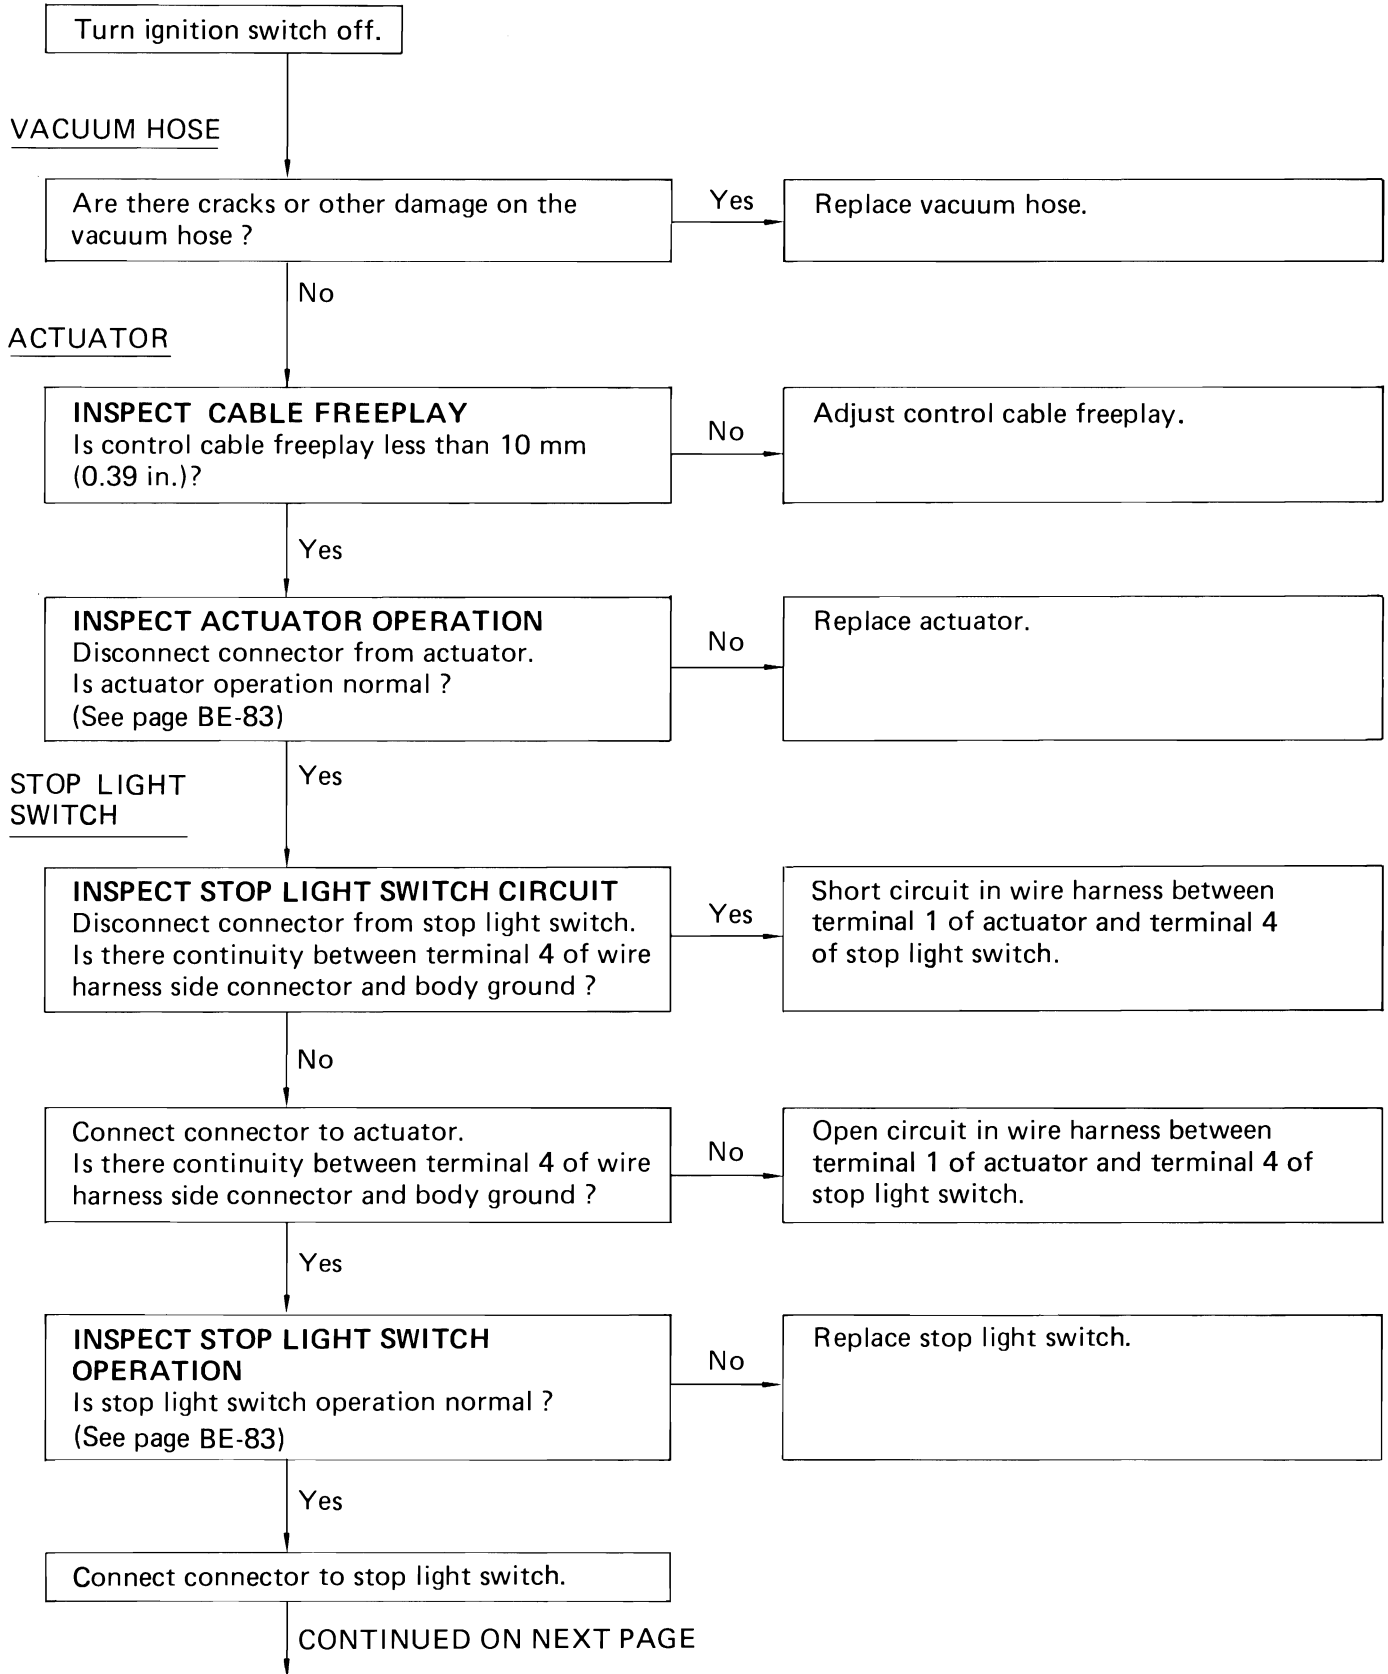 Turn ignition switch off.
VACUUM HOSE
Are there cracks or other damage on the
vacuum hose ?
Yes
Replace vacuum hose.
No
ACTUATOR
INSPECT CABLE FREEPLAY
Is control cable freeplay less than 10 mm
(0.39 in.)?
No
Adjust control cable freeplay.
Yes
INSPECT ACTUATOR OPERATION
Disconnect connector from actuator.
Is actuator operation normal ?
(See page BE-83)
No
Replace actuator.
Yes
STOP LIGHT
SWITCH
INSPECT STOP LIGHT SWITCH CIRCUIT
Disconnect connector from stop light switch.
Is there continuity between terminal 4 of wire
harness side connector and body ground ?
Yes
Short circuit in wire harness between
terminal 1 of actuator and terminal 4
of stop light switch.
No
Connect connector to actuator.
Is there continuity between terminal 4 of wire
harness side connector and body ground ?
No
Open circuit in wire harness between
terminal 1 of actuator and terminal 4 of
stop light switch.
Yes
INSPECT STOP LIGHT SWITCH
OPERATION
Is stop light switch operation normal ?
(See page BE-83)
No
Replace stop light switch.
Yes
Connect connector to stop light switch.
CONTINUED ON NEXT PAGE